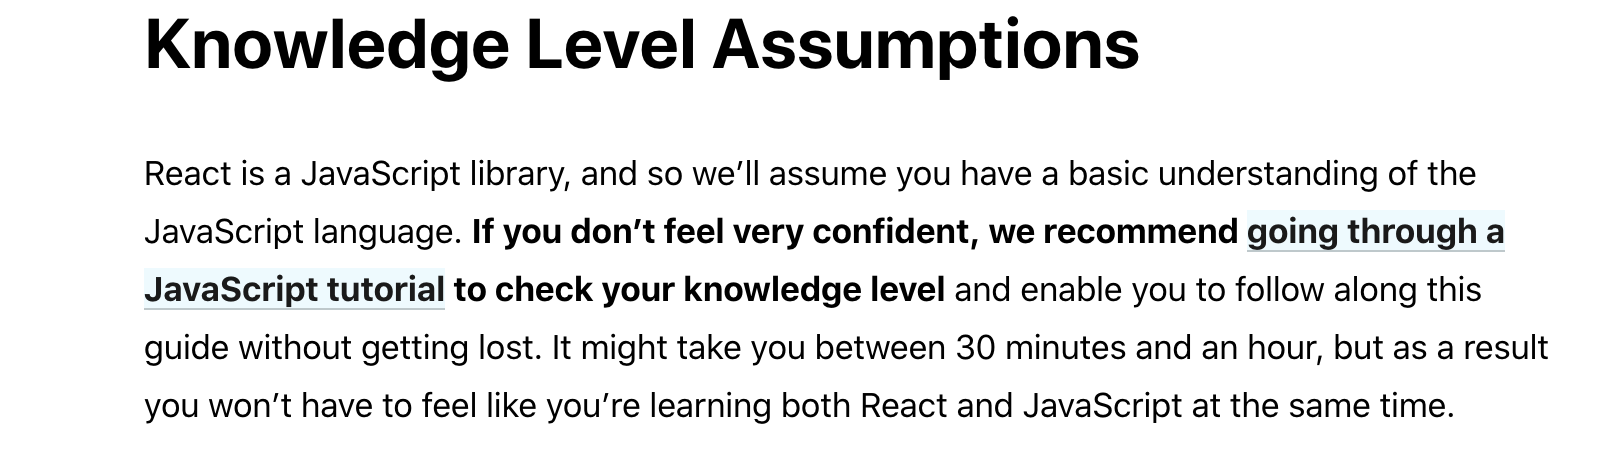 Knowledge Level Assumptions
React is a JavaScript library, and so we’ll assume you have a basic understanding of the
JavaScript language. If you don’t feel very confident, we recommend going through a
JavaScript tutorial to check your knowledge level and enable you to follow along this
guide without getting lost. It might take you between 30 minutes and an hour, but as a result
you won’t have to feel like you’re learning both React and JavaScript at the same time.